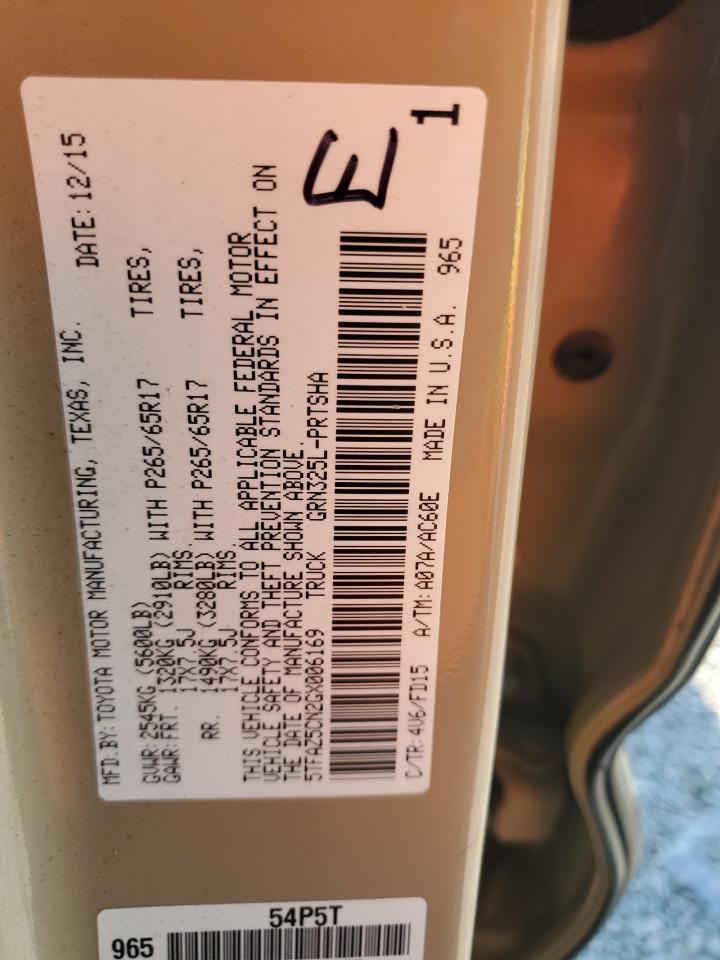 MFD. BY: TOYOTA MOTOR MANUFACTURING, TEXAS, INC. DATE: 12/15
GVWR: 2545KG (5600LB)
GAWR: FRT. 1320KG (2910LB) WITH P265/65R17 TIRES,
17X7.5J RIMS.
RR. 1490KG (3280LB) WITH P265/65R17 TIRES,
17X7.5J RIMS.
THIS VEHICLE CONFORMS TO ALL APPLICABLE FEDERAL MOTOR
VEHICLE SAFETY AND THEFT PREVENTION STANDARDS IN EFFECT ON
THE DATE OF MANUFACTURE SHOWN ABOVE.
5TFAZ5CN2GX006169 TRUCK GRN325L-PRTSHA
E
C/TR: 4V6/FD15 A/TM: A07A/AC60E MADE IN U.S.A. 965
1
54P5T
965